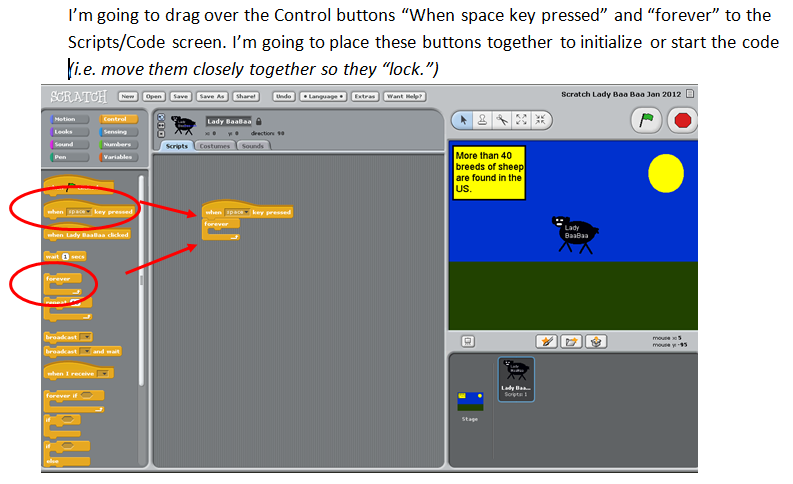 I’m going to drag over the Control buttons “When space key pressed” and “forever” to the
Scripts/Code screen. I’m going to place these buttons together to initialize or start the code
(i.e. move them closely together so they “lock.”)
SCRATCH New Open Save Save As Share! Undo • Language • Extras Want Help? Scratch Lady Baa Baa Jan 2012
Motion Control
Looks Sensing
Sound Numbers
Pen Variables
Lady BaaBaa
x: 0 y: 0 direction: 90
Scripts Costumes Sounds
when space key pressed
when Lady BaaBaa clicked
wait 1 secs
forever
repeat
broadcast
broadcast and wait
when I receive
forever if
if
if
else
when space key pressed
forever
More than 40
breeds of sheep
are found in the
US.
Lady
BaaBaa
mouse x: 5
mouse y: -95
Lady
BaaBaa
Lady Baa...
Scripts: 1
Stage